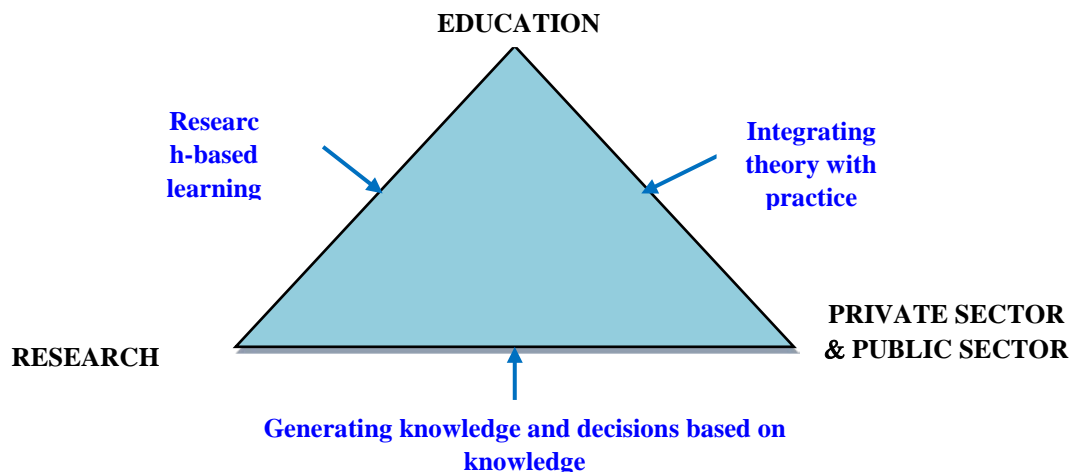 EDUCATION
Researc
h-based
learning
Integrating
theory with
practice
RESEARCH
PRIVATE SECTOR
& PUBLIC SECTOR
Generating knowledge and decisions based on
knowledge